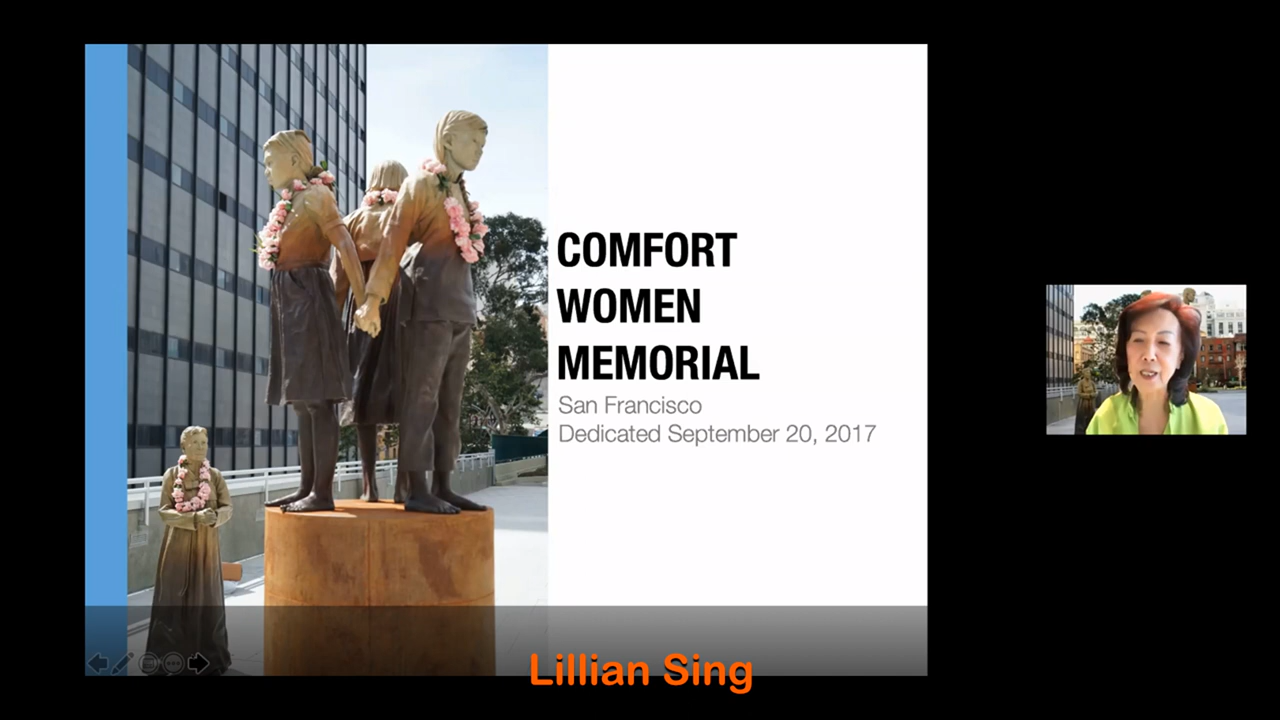 COMFORT
WOMEN
MEMORIAL
San Francisco
Dedicated September 20, 2017
Lillian Sing